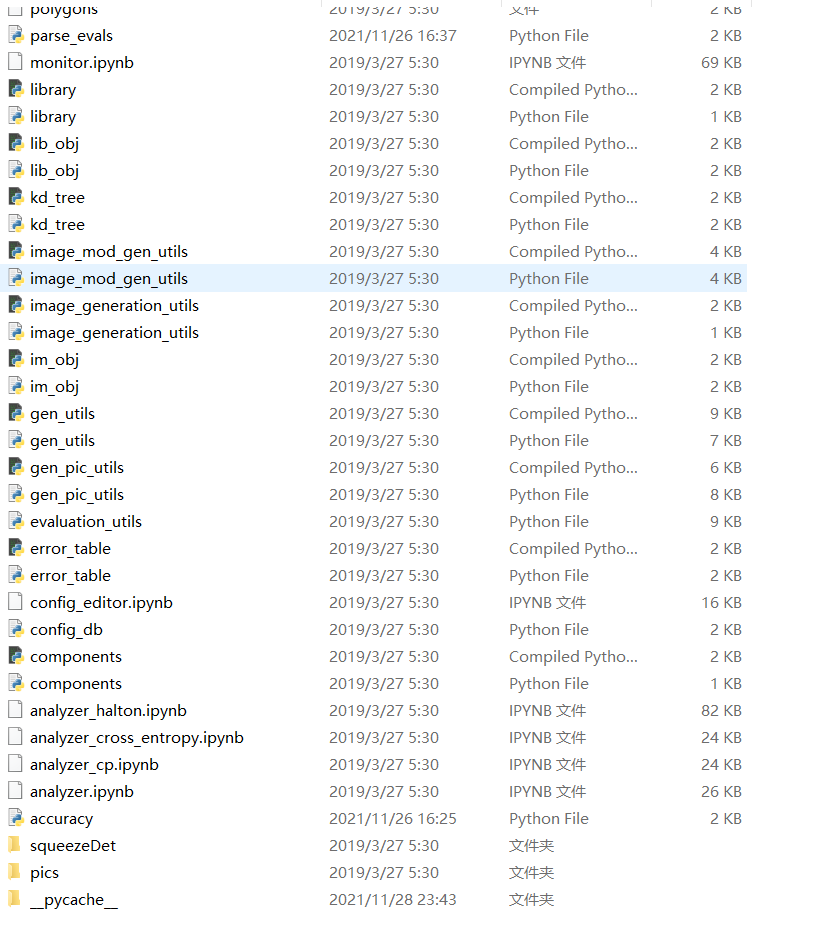 polygons 2019/3/27 5:30 文件 2 KB
parse_evals 2021/11/26 16:37 Python File 2 KB
monitor.ipynb 2019/3/27 5:30 IPYNB 文件 69 KB
library 2019/3/27 5:30 Compiled Pytho... 2 KB
library 2019/3/27 5:30 Python File 1 KB
lib_obj 2019/3/27 5:30 Compiled Pytho... 2 KB
lib_obj 2019/3/27 5:30 Python File 2 KB
kd_tree 2019/3/27 5:30 Compiled Pytho... 2 KB
kd_tree 2019/3/27 5:30 Python File 2 KB
image_mod_gen_utils 2019/3/27 5:30 Compiled Pytho... 4 KB
image_mod_gen_utils 2019/3/27 5:30 Python File 4 KB
image_generation_utils 2019/3/27 5:30 Compiled Pytho... 2 KB
image_generation_utils 2019/3/27 5:30 Python File 1 KB
im_obj 2019/3/27 5:30 Compiled Pytho... 2 KB
im_obj 2019/3/27 5:30 Python File 2 KB
gen_utils 2019/3/27 5:30 Compiled Pytho... 9 KB
gen_utils 2019/3/27 5:30 Python File 7 KB
gen_pic_utils 2019/3/27 5:30 Compiled Pytho... 6 KB
gen_pic_utils 2019/3/27 5:30 Python File 8 KB
evaluation_utils 2019/3/27 5:30 Python File 9 KB
error_table 2019/3/27 5:30 Compiled Pytho... 2 KB
error_table 2019/3/27 5:30 Python File 2 KB
config_editor.ipynb 2019/3/27 5:30 IPYNB 文件 16 KB
config_db 2019/3/27 5:30 Python File 2 KB
components 2019/3/27 5:30 Compiled Pytho... 2 KB
components 2019/3/27 5:30 Python File 1 KB
analyzer_halton.ipynb 2019/3/27 5:30 IPYNB 文件 82 KB
analyzer_cross_entropy.ipynb 2019/3/27 5:30 IPYNB 文件 24 KB
analyzer_cp.ipynb 2019/3/27 5:30 IPYNB 文件 24 KB
analyzer.ipynb 2019/3/27 5:30 IPYNB 文件 26 KB
accuracy 2021/11/26 16:25 Python File 2 KB
squeezeDet 2019/3/27 5:30 文件夹
pics 2019/3/27 5:30 文件夹
__pycache__ 2021/11/28 23:43 文件夹